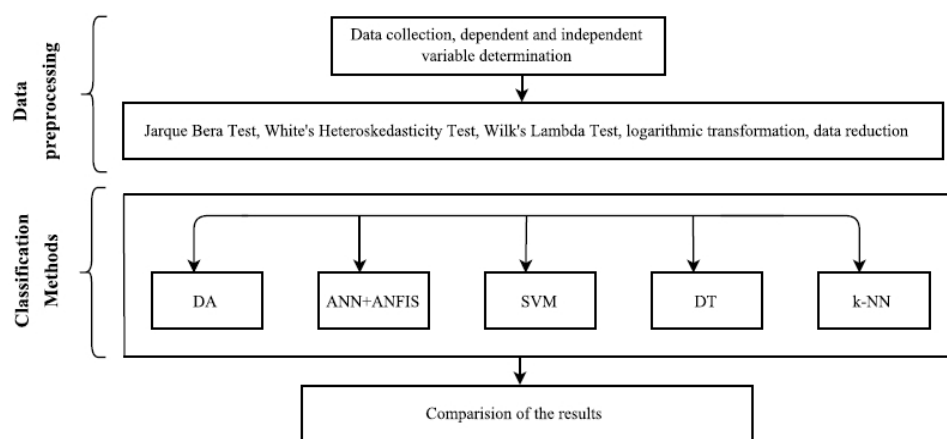 Data preprocessing
Data collection, dependent and independent
variable determination
Jarque Bera Test, White's Heteroskedasticity Test, Wilk's Lambda Test, logarithmic transformation, data reduction
Classification
Methods
DA
ANN+ANFIS
SVM
DT
k-NN
Comparision of the results